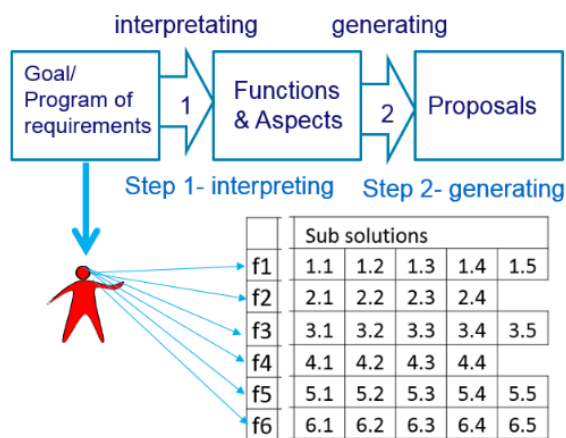 interpretating generating
Goal/
Program of
requirements
1
Functions
& Aspects
2
Proposals
Step 1- interpreting Step 2- generating
Sub solutions
f1 1.1 1.2 1.3 1.4 1.5
f2 2.1 2.2 2.3 2.4
f3 3.1 3.2 3.3 3.4 3.5
f4 4.1 4.2 4.3 4.4
f5 5.1 5.2 5.3 5.4 5.5
f6 6.1 6.2 6.3 6.4 6.5